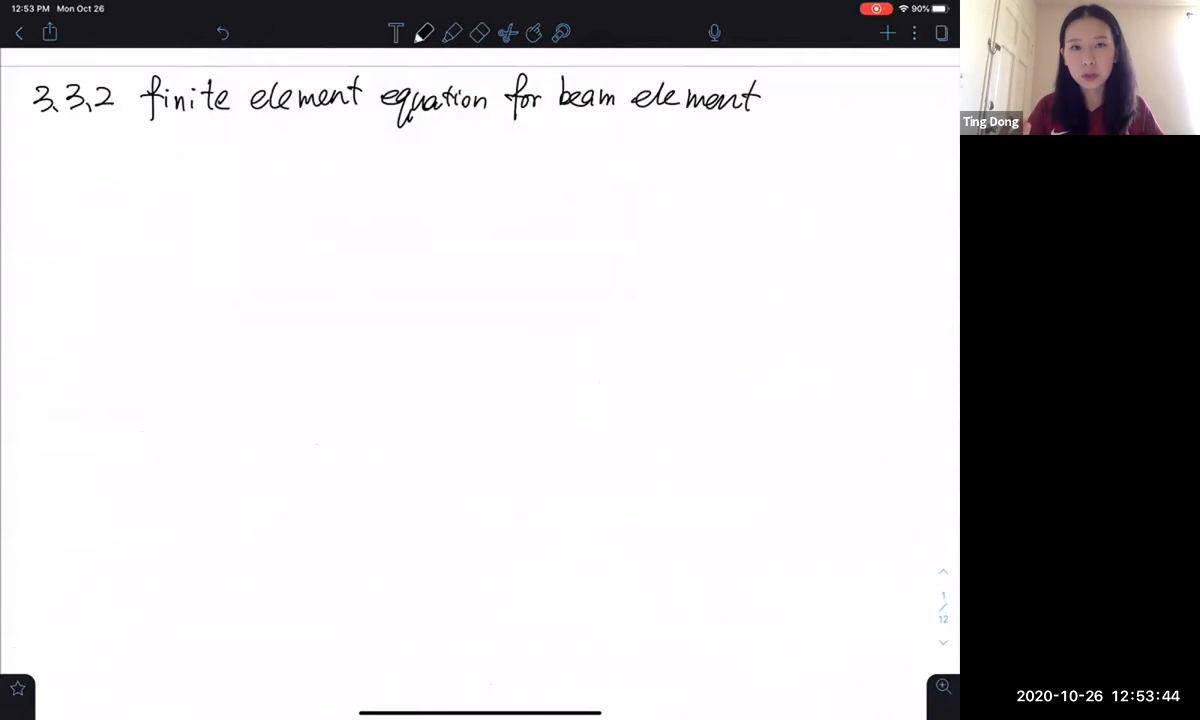 12:53 PM Mon Oct 26
90%
3.3.2 finite element equation for beam element
Ting Dong
1
/
12
2020-10-26 12:53:44